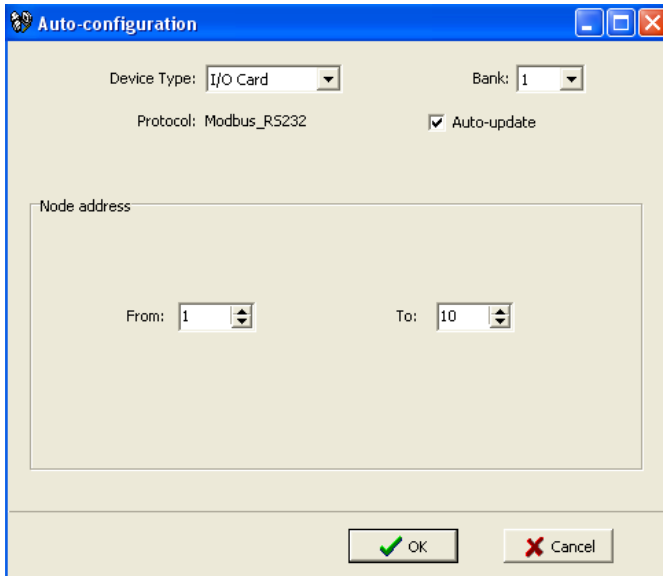 Auto-configuration
Device Type: I/O Card Bank: 1
Protocol: Modbus_RS232 Auto-update
Node address
From: 1 To: 10
OK Cancel